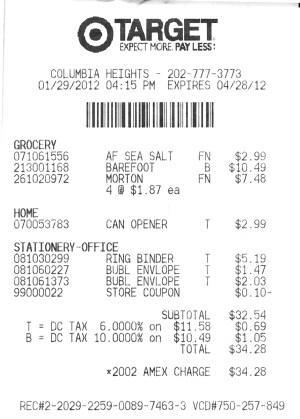 TARGET
EXPECT MORE. PAY LESS.
COLUMBIA HEIGHTS - 202-777-3773
01/29/2012 04:15 PM EXPIRES 04/28/12
GROCERY
071061556 AF SEA SALT FN $2.99
213001168 BAREFOOT B $10.49
261020972 MORTON FN $7.48
4 @ $1.87 ea
HOME
070053783 CAN OPENER T $2.99
STATIONERY-OFFICE
081030299 RING BINDER T $5.19
081060227 BUBL ENVLOPE T $1.47
081061373 BUBL ENVLOPE T $2.03
99000022 STORE COUPON $0.10-
SUBTOTAL $32.54
T = DC TAX 6.0000% on $11.58 $0.69
B = DC TAX 10.0000% on $10.49 $1.05
TOTAL $34.28
*2002 AMEX CHARGE $34.28
REC#2-2029-2259-0089-7463-3 VCD#750-257-849